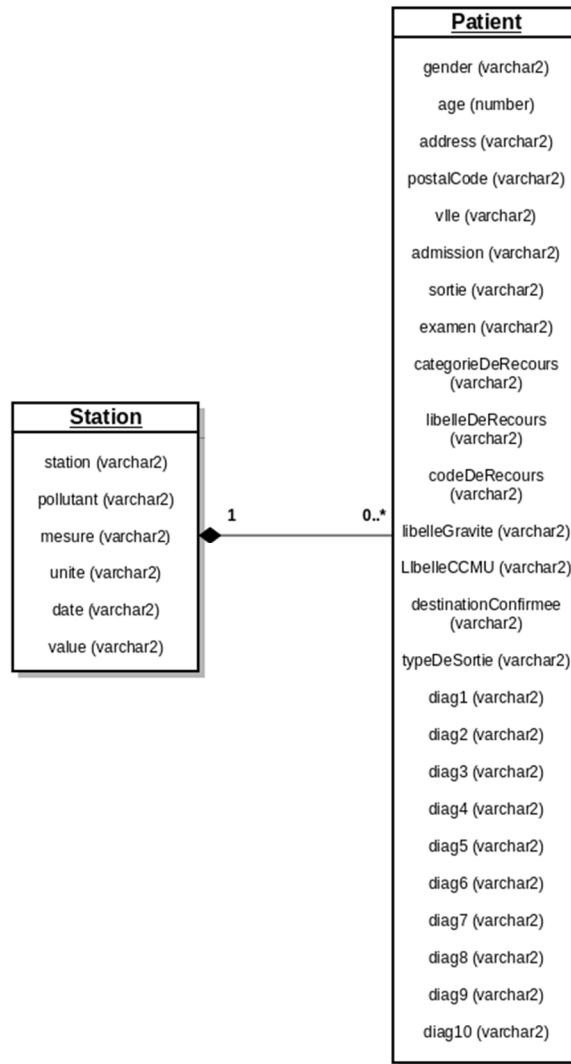 Patient
gender (varchar2)
age (number)
address (varchar2)
postalCode (varchar2)
vlle (varchar2)
admission (varchar2)
sortie (varchar2)
examen (varchar2)
categorieDeRecours
(varchar2)
libelleDeRecours
(varchar2)
codeDeRecours
(varchar2)
libelleGravite (varchar2)
LIbelleCCMU (varchar2)
destinationConfirmee
(varchar2)
typeDeSortie (varchar2)
diag1 (varchar2)
diag2 (varchar2)
diag3 (varchar2)
diag4 (varchar2)
diag5 (varchar2)
diag6 (varchar2)
diag7 (varchar2)
diag8 (varchar2)
diag9 (varchar2)
diag10 (varchar2)
Station
station (varchar2)
pollutant (varchar2)
mesure (varchar2)
unite (varchar2)
date (varchar2)
value (varchar2)
1
0..*